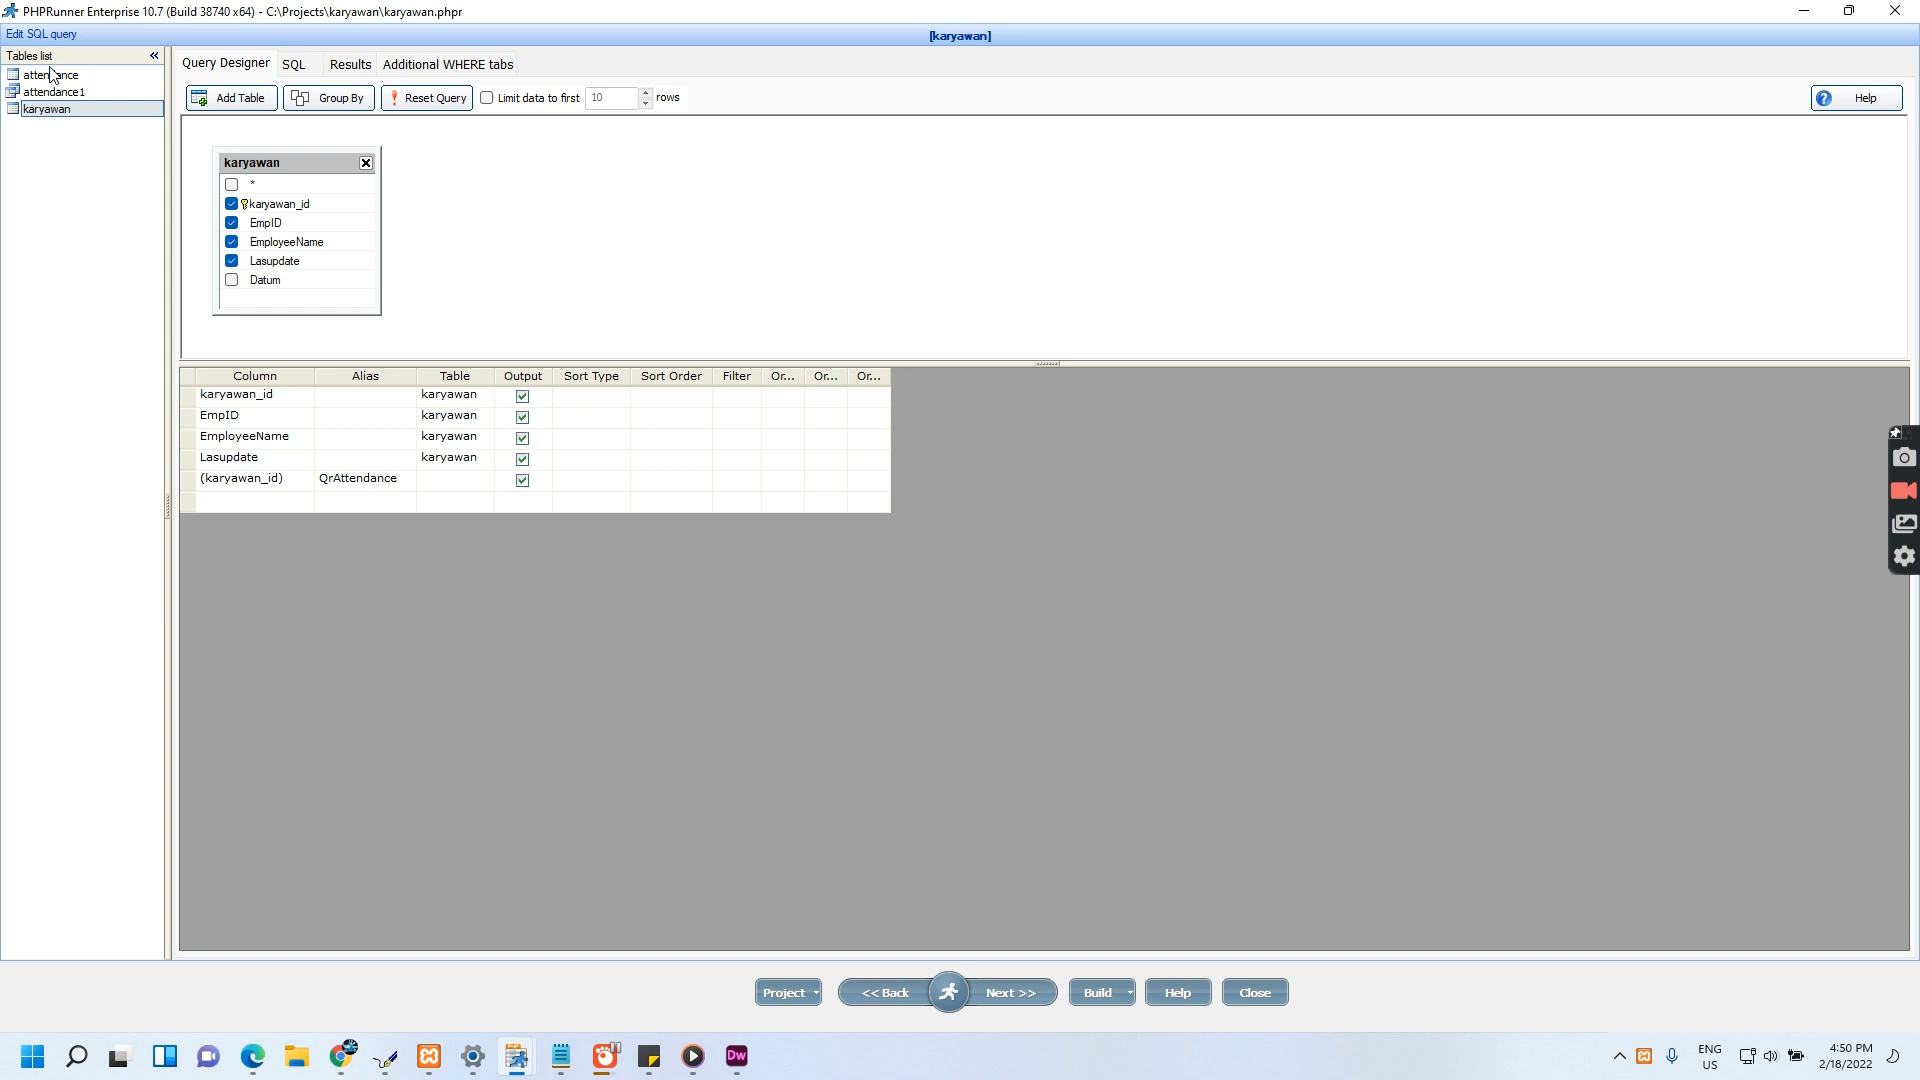 PHPRunner Enterprise 10.7 (Build 38740 x64) - C:\Projects\karyawan\karyawan.phpr
Edit SQL query
[karyawan]
Tables list
attendance
attendance1
karyawan
Query Designer SQL Results Additional WHERE tabs
Add Table Group By Reset Query Limit data to first 10 rows Help
karyawan
*
karyawan_id
EmpID
EmployeeName
Lasupdate
Datum
Column Alias Table Output Sort Type Sort Order Filter Or... Or... Or...
karyawan_id karyawan
EmpID karyawan
EmployeeName karyawan
Lasupdate karyawan
(karyawan_id) QrAttendance
Project << Back Next >> Build Help Close
Dw
ENG
US
4:50 PM
2/18/2022